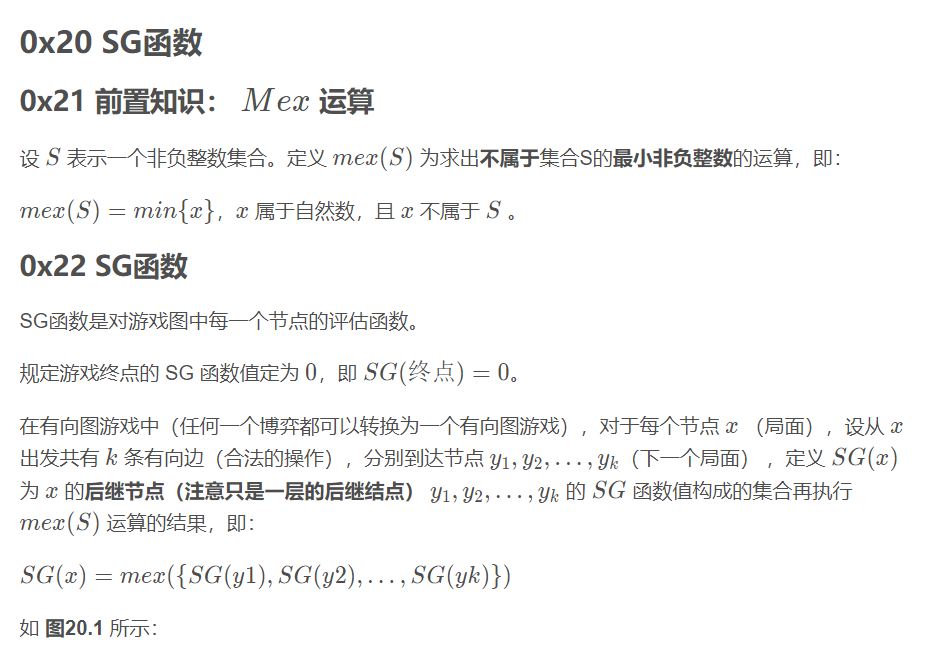 0x20 SG函数
0x21 前置知识： Mex 运算
设 S 表示一个非负整数集合。定义 mex(S) 为求出不属于集合S的最小非负整数的运算，即：
mex(S) = min{x}，x 属于自然数，且 x 不属于 S 。
0x22 SG函数
SG函数是对游戏图中每一个节点的评估函数。
规定游戏终点的 SG 函数值定为 0，即 SG(终点) = 0。
在有向图游戏中（任何一个博弈都可以转换为一个有向图游戏），对于每个节点 x （局面），设从 x
出发共有 k 条有向边（合法的操作），分别到达节点 y₁, y₂, . . . , yₖ（下一个局面） ，定义 SG(x)
为 x 的后继节点（注意只是一层的后继结点） y₁, y₂, . . . , yₖ 的 SG 函数值构成的集合再执行
mex(S) 运算的结果，即：
SG(x) = mex({SG(y1), SG(y2), . . . , SG(yk)})
如 图20.1 所示：